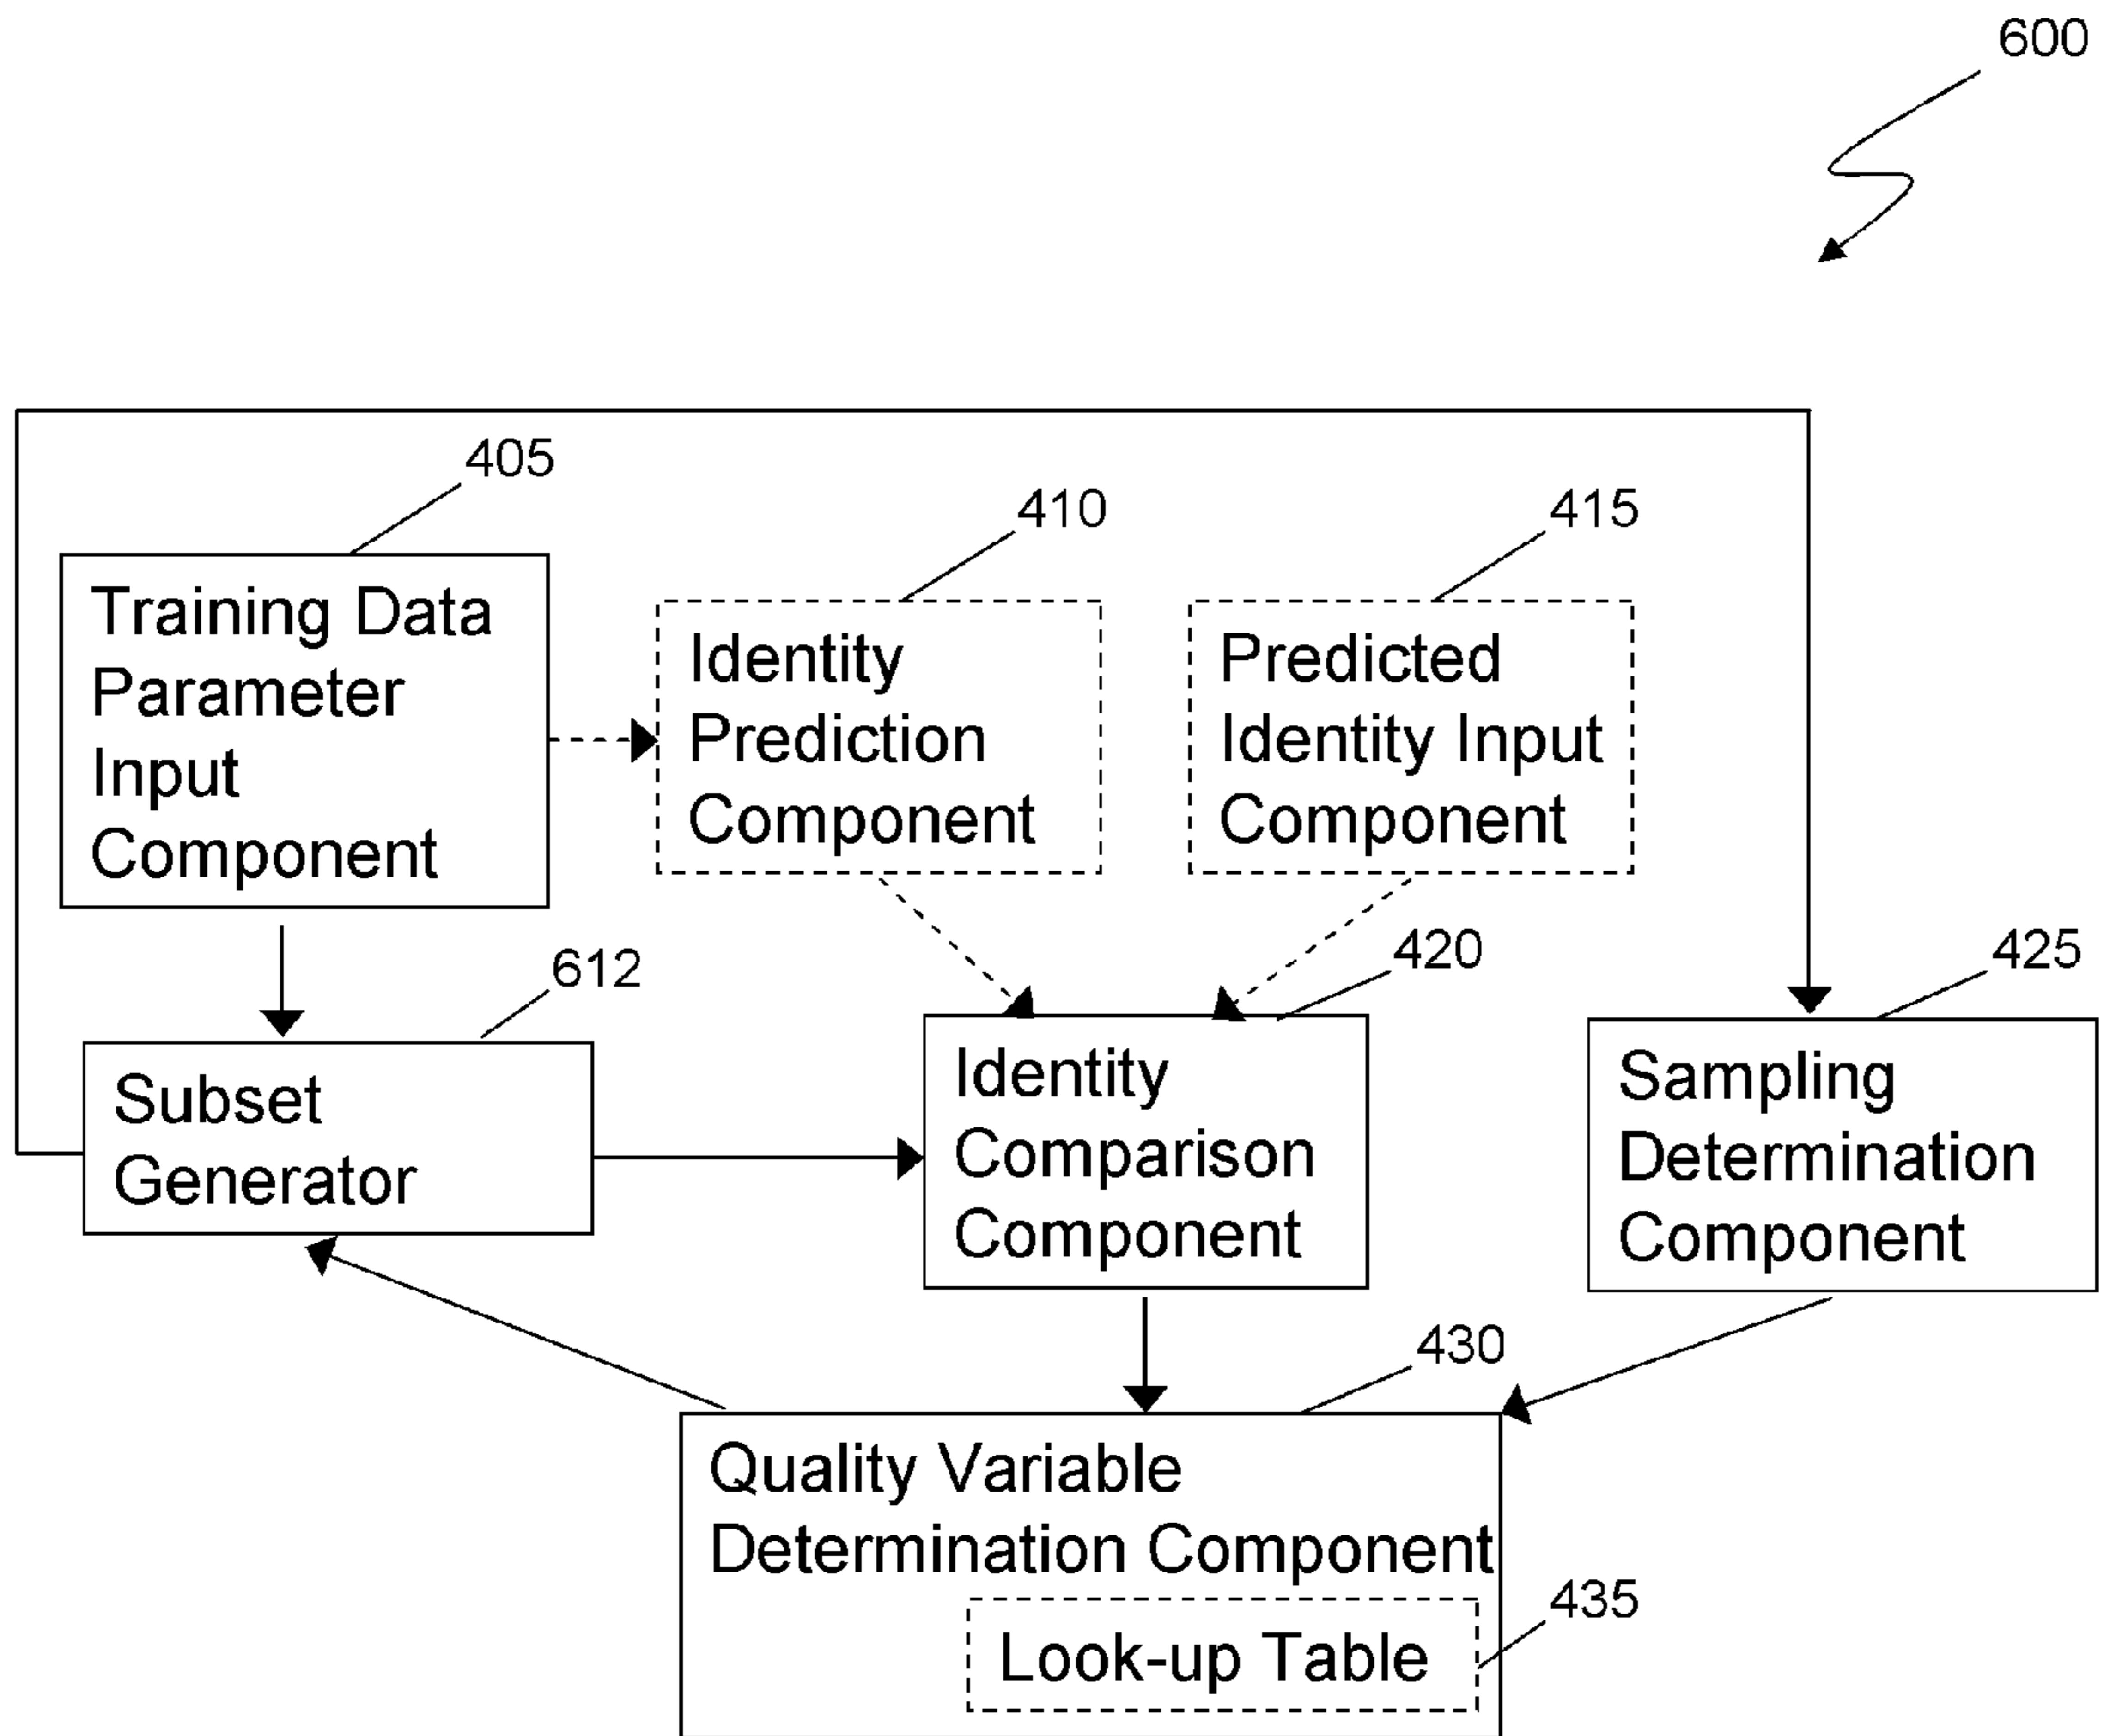 600
405
410
415
Training Data
Parameter
Input
Component
Identity
Prediction
Component
Predicted
Identity Input
Component
612
420
425
Subset
Generator
Identity
Comparison
Component
Sampling
Determination
Component
430
Quality Variable
Determination Component
435
Look-up Table